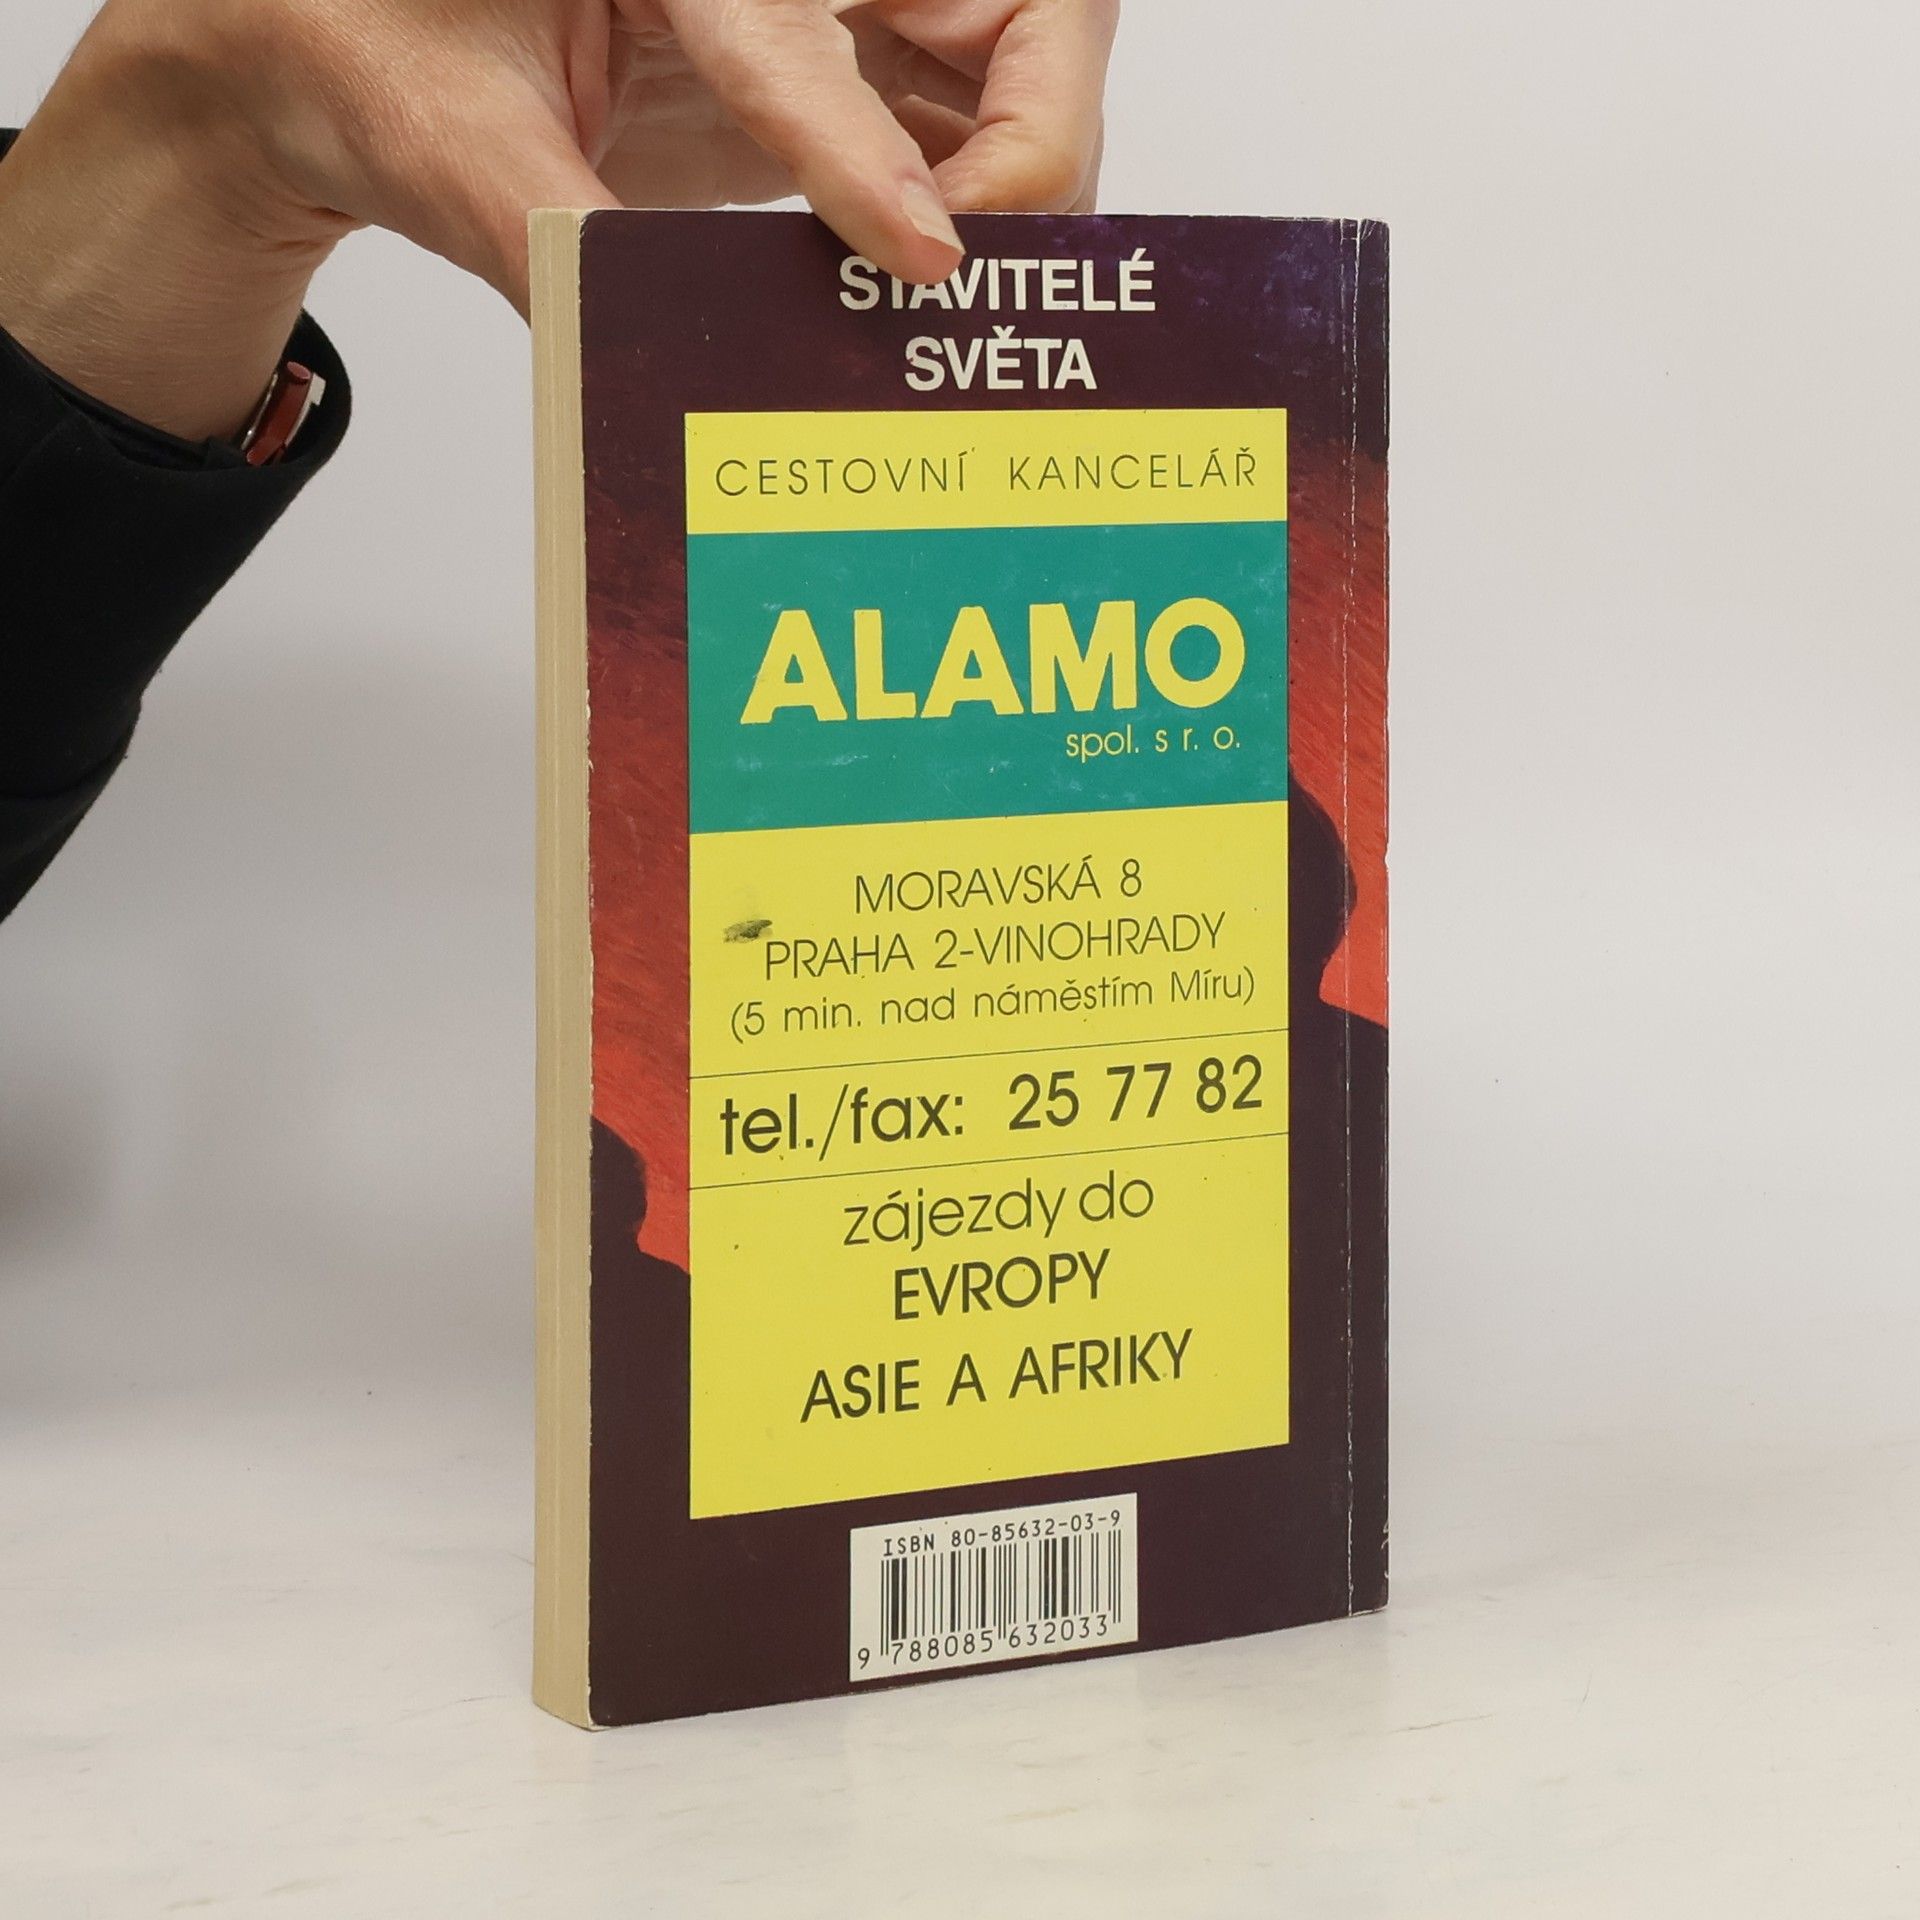 STAVITELÉ
SVĚTA
CESTOVNÍ KANCELÁŘ
ALAMO
spol. s r. o.
MORAVSKÁ 8
PRAHA 2-VINOHRADY
(5 min. nad náměstím Míru)
tel./fax: 25 77 82
zájezdy do
EVROPY
ASIE A AFRIKY
ISBN 80-85632-03-9
9 788085 632033